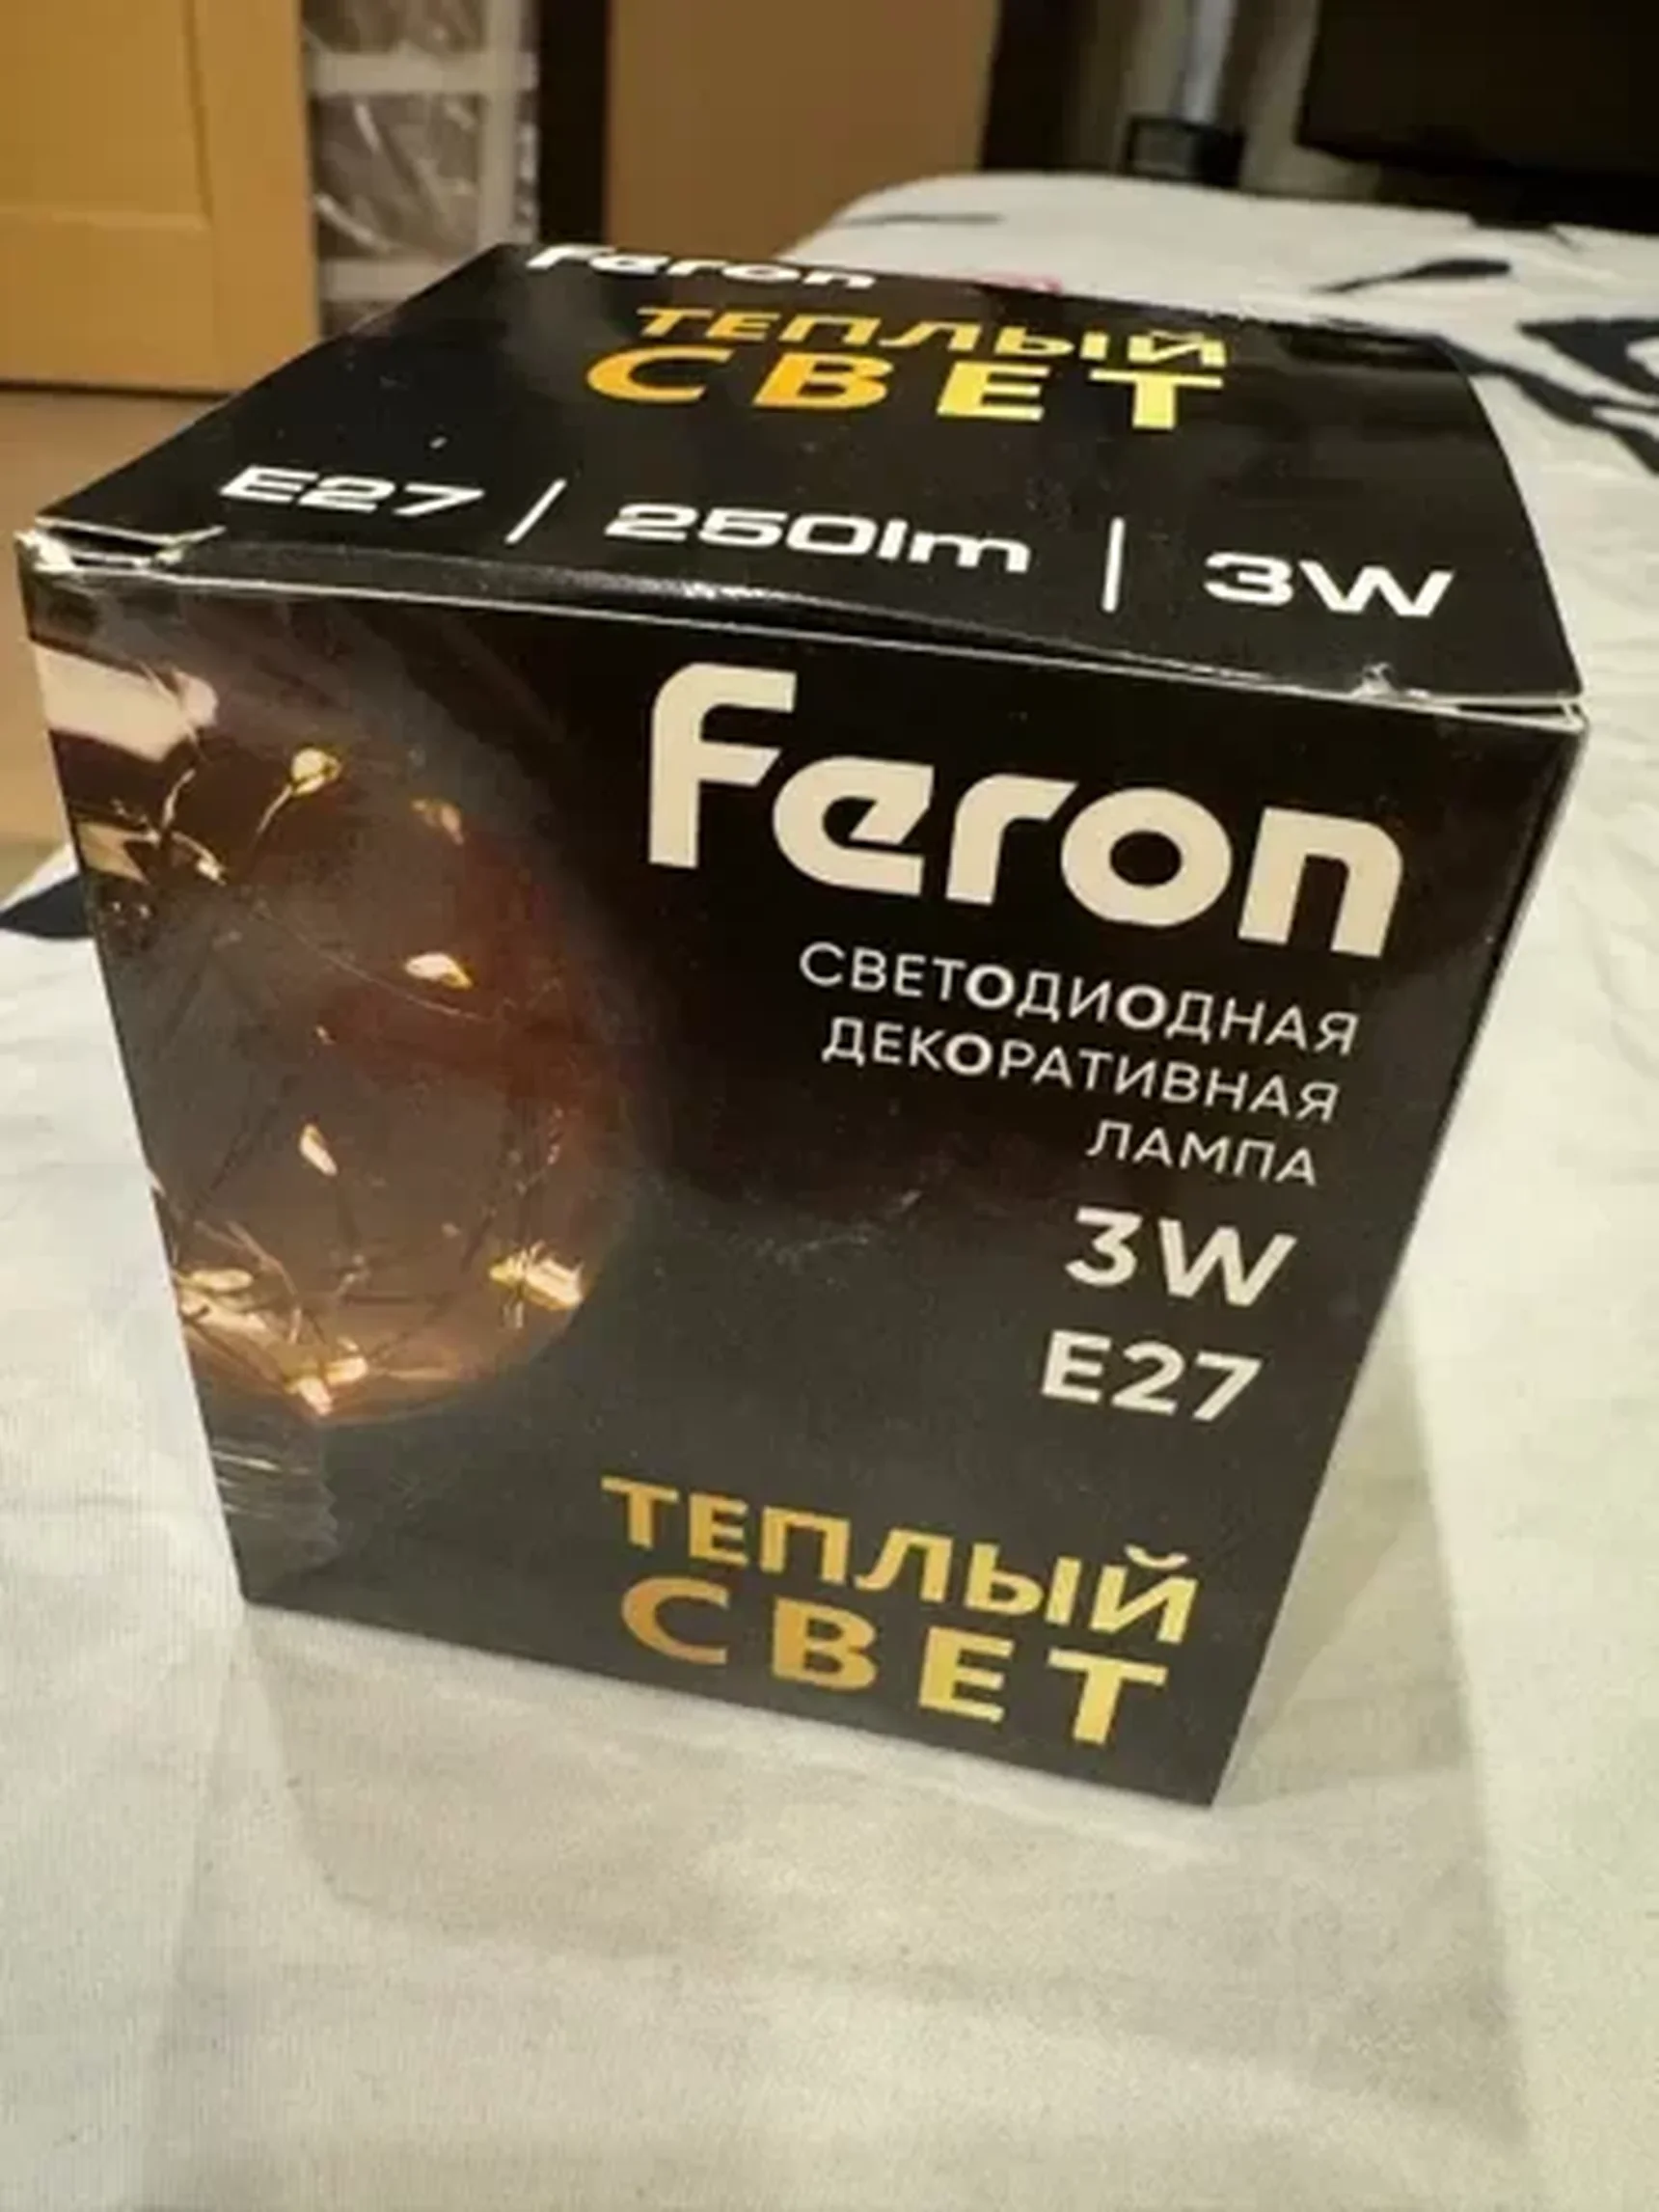 Feron
ТЕПЛЫЙ
СВЕТ
E27 | 250lm | 3W
Feron
СВЕТОДИОДНАЯ
ДЕКОРАТИВНАЯ
ЛАМПА
3W
E27
ТЕПЛЫЙ
СВЕТ